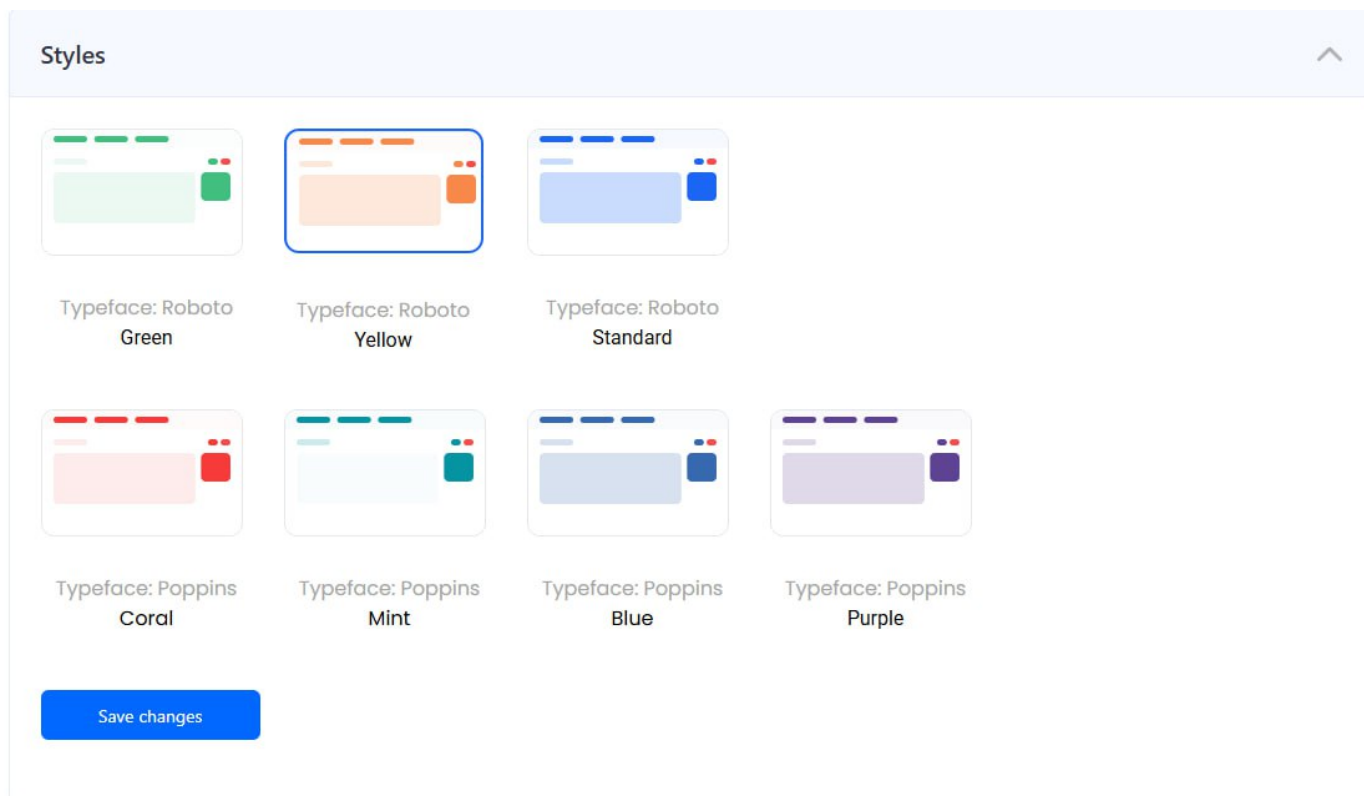 Styles
Typeface: Roboto
Green
Typeface: Roboto
Yellow
Typeface: Roboto
Standard
Typeface: Poppins
Coral
Typeface: Poppins
Mint
Typeface: Poppins
Blue
Typeface: Poppins
Purple
Save changes